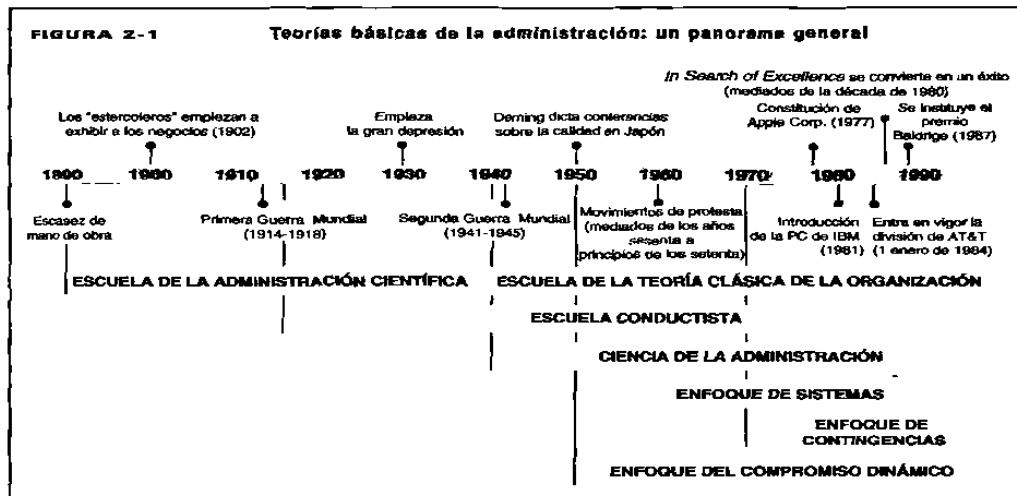 FIGURA 2-1
Teorías básicas de la administración: un panorama general
In Search of Excellence se convierte en un éxito
(mediados de la década de 1980)
Los "estercoleros" empiezan a
exhibir a los negocios (1902)
Empieza
la gran depresión
Deming dicta conferencias
sobre la calidad en Japón
Constitución de
Apple Corp. (1977)
Se instituye el
premio
Baldrige (1987)
1890 1900 1910 1920 1930 1940 1950 1960 1970 1980 1990
Escasez de
mano de obra
Primera Guerra Mundial
(1914-1918)
Segunda Guerra Mundial
(1941-1945)
Movimientos de protesta
(mediados de los años
sesenta a
principios de los setenta)
Introducción
de la PC de IBM
(1981)
Entra en vigor la
división de AT&T
(1 enero de 1984)
ESCUELA DE LA ADMINISTRACIÓN CIENTÍFICA
ESCUELA DE LA TEORÍA CLÁSICA DE LA ORGANIZACIÓN
ESCUELA CONDUCTISTA
CIENCIA DE LA ADMINISTRACIÓN
ENFOQUE DE SISTEMAS
ENFOQUE DE
CONTINGENCIAS
ENFOQUE DEL COMPROMISO DINÁMICO